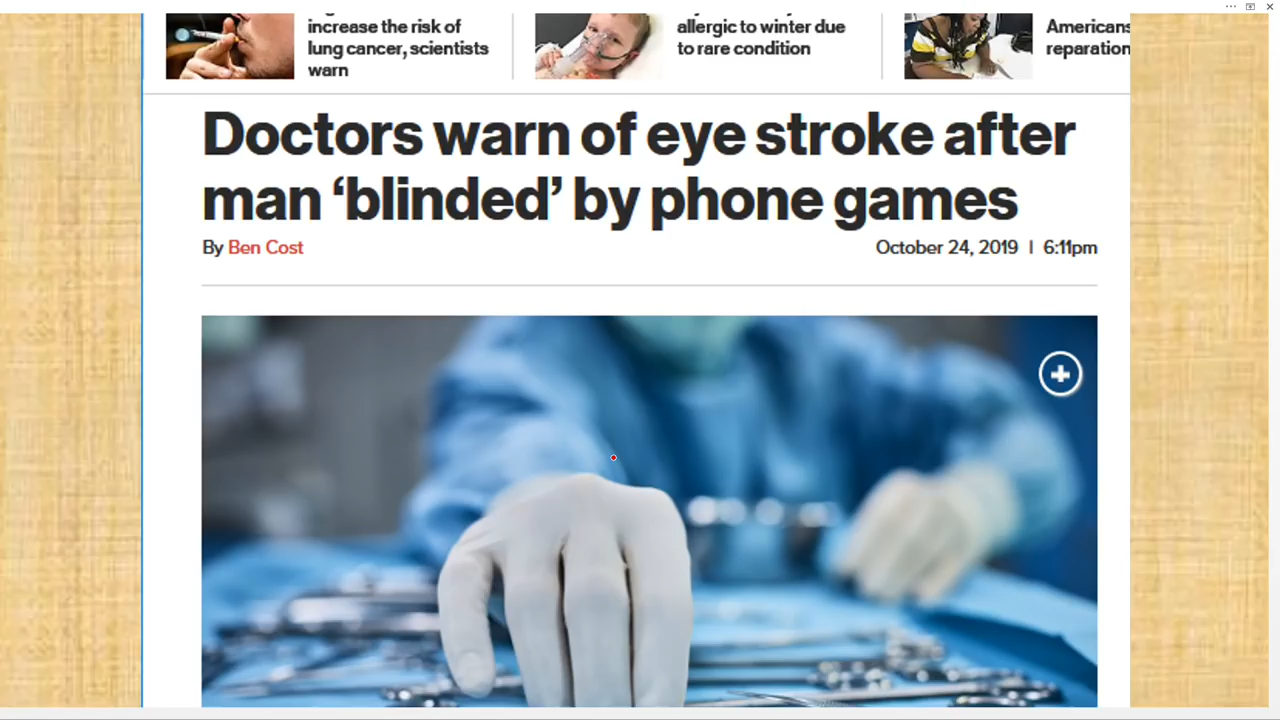 increase the risk of
lung cancer, scientists
warn
allergic to winter due
to rare condition
Americans
reparation
Doctors warn of eye stroke after
man ‘blinded’ by phone games
By Ben Cost
October 24, 2019 | 6:11pm